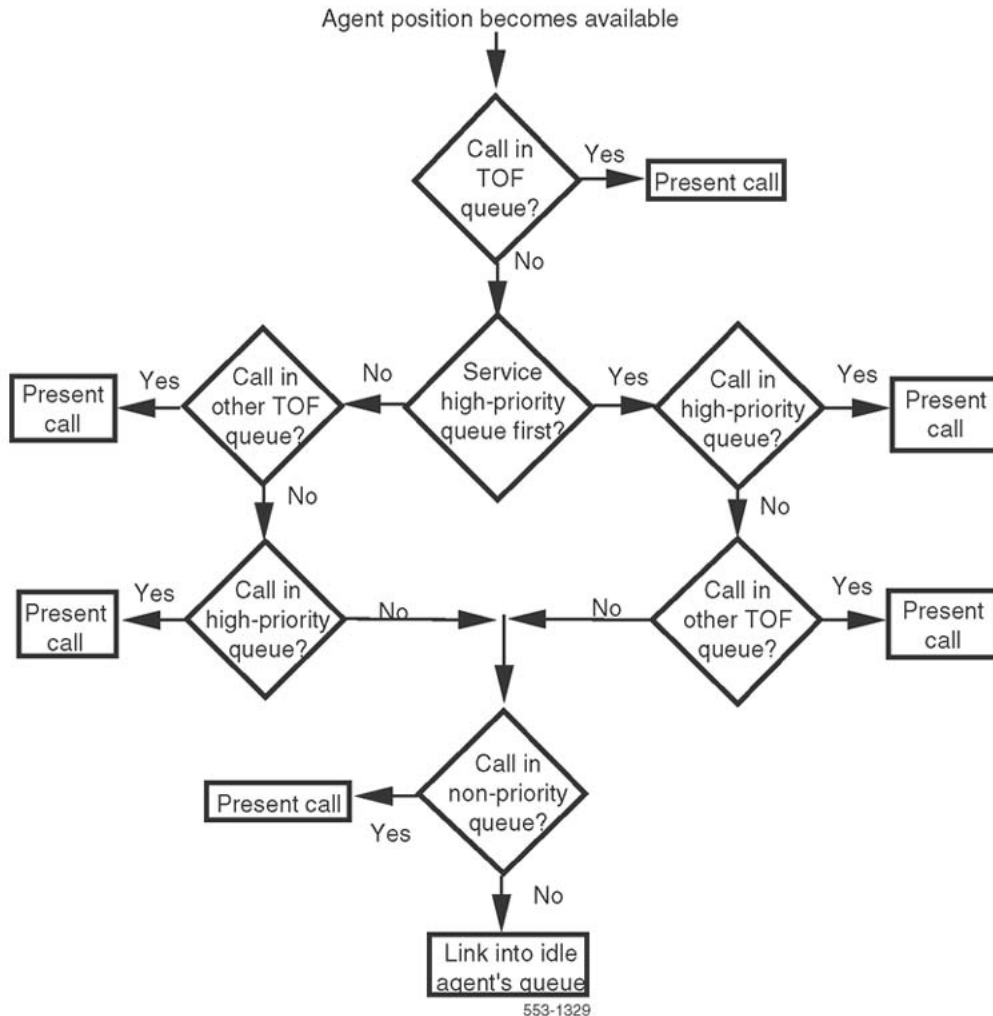 Agent position becomes available
Call in
TOF
queue?
Yes
Present call
No
Service
high-priority
queue first?
No
Yes
Call in
other TOF
queue?
Yes
Present
call
No
Call in
high-priority
queue?
Yes
Present
call
No
Call in
high-priority
queue?
Yes
Present
call
No
Call in
other TOF
queue?
Yes
Present
call
No
Call in
non-priority
queue?
Present call
Yes
No
Link into idle
agent's queue
553-1329